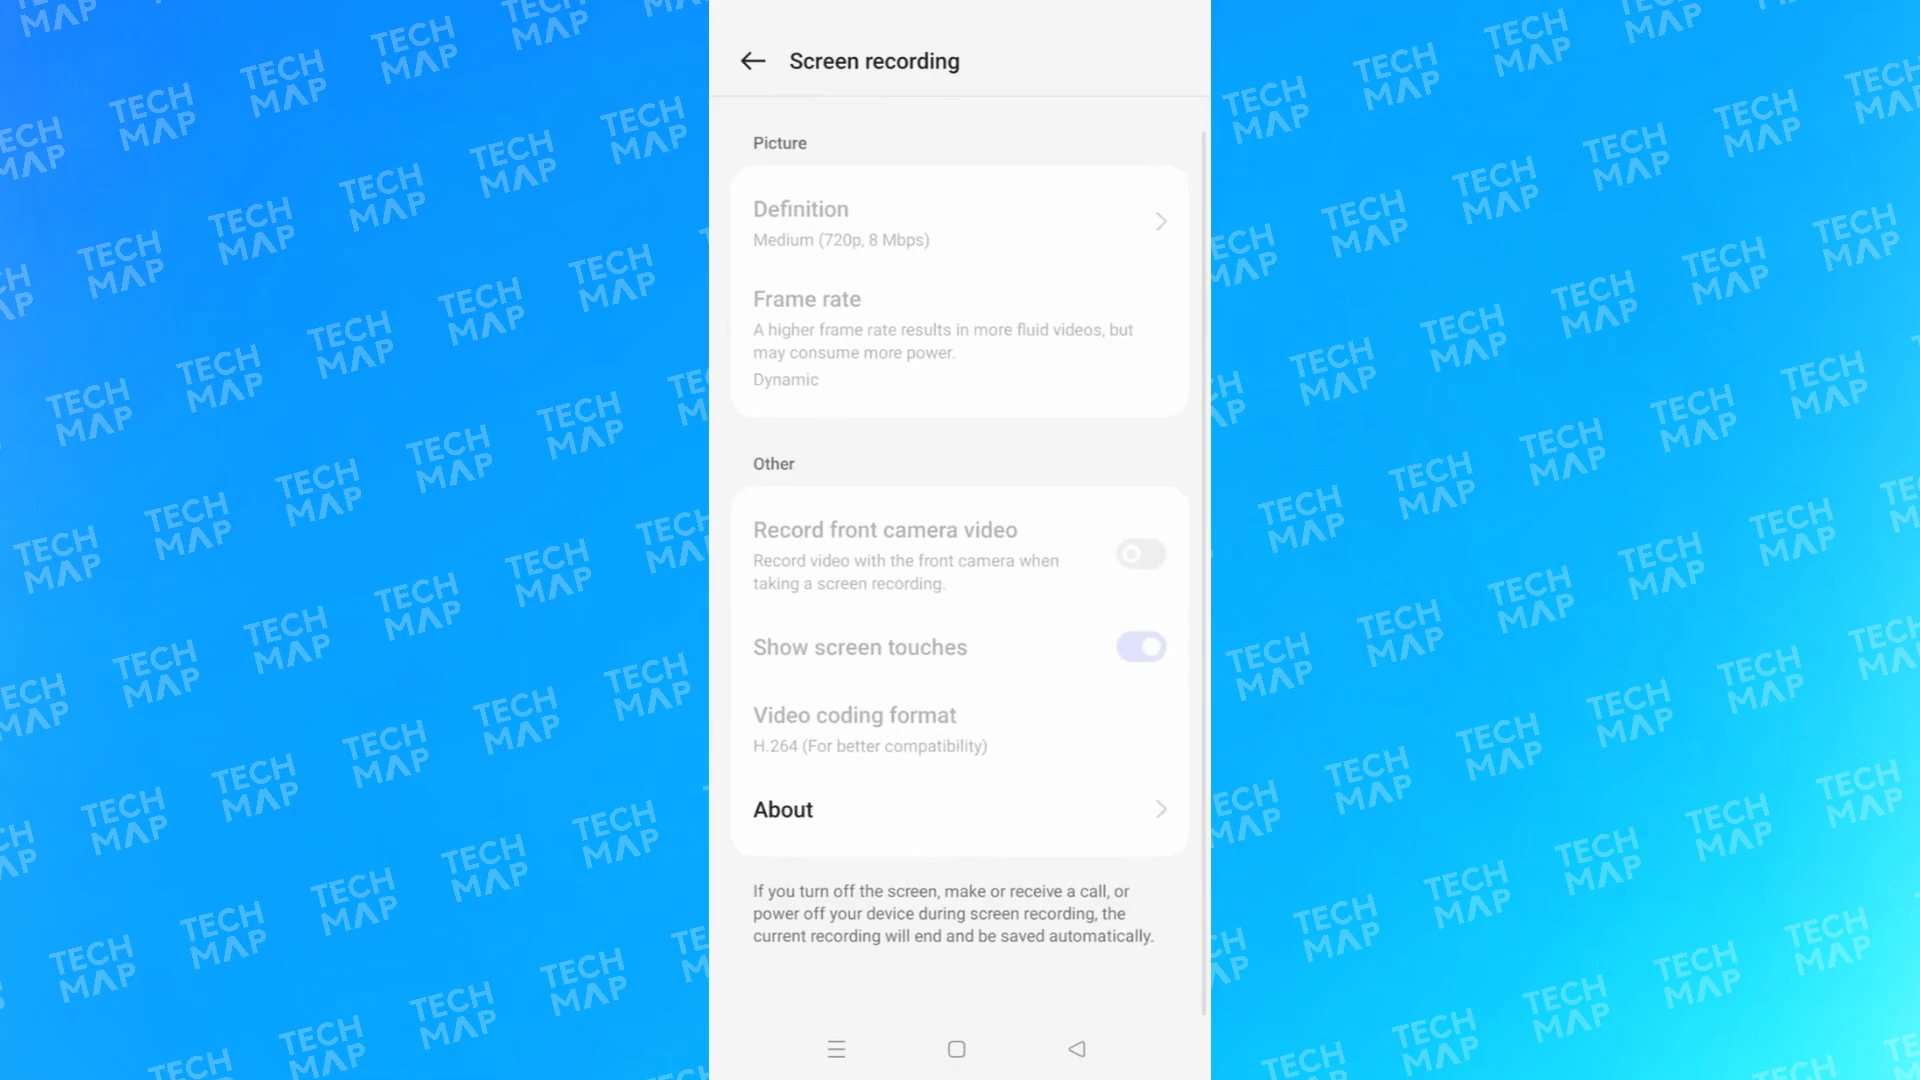 Screen recording
Picture
Definition
Medium (720p, 8 Mbps)
Frame rate
A higher frame rate results in more fluid videos, but
may consume more power.
Dynamic
Other
Record front camera video
Record video with the front camera when
taking a screen recording.
Show screen touches
Video coding format
H.264 (For better compatibility)
About
If you turn off the screen, make or receive a call, or
power off your device during screen recording, the
current recording will end and be saved automatically.
TECH
MAP